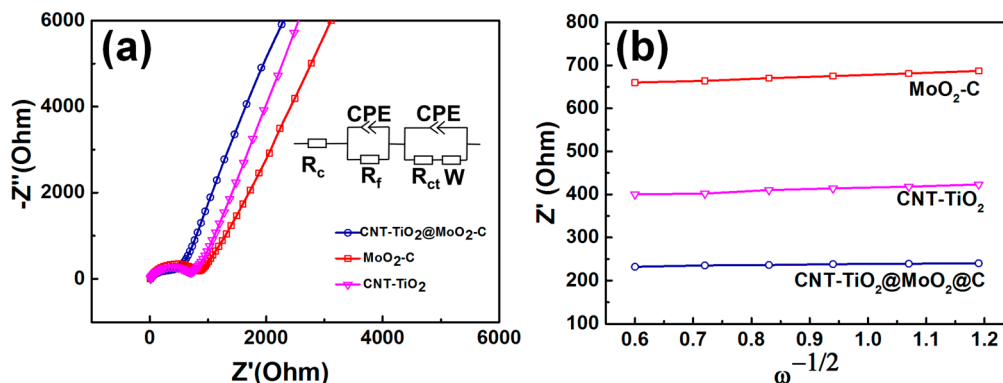 (a)
-Z''(Ohm)
6000
4000
2000
0
0
2000
4000
6000
Z'(Ohm)
CPE
CPE
Rc
Rf
Rct W
CNT-TiO2@MoO2-C
MoO2-C
CNT-TiO2
(b)
Z' (Ohm)
800
700
600
500
400
300
200
100
0.6 0.7 0.8 0.9 1.0 1.1 1.2
ω−1/2
MoO2-C
CNT-TiO2
CNT-TiO2@MoO2@C